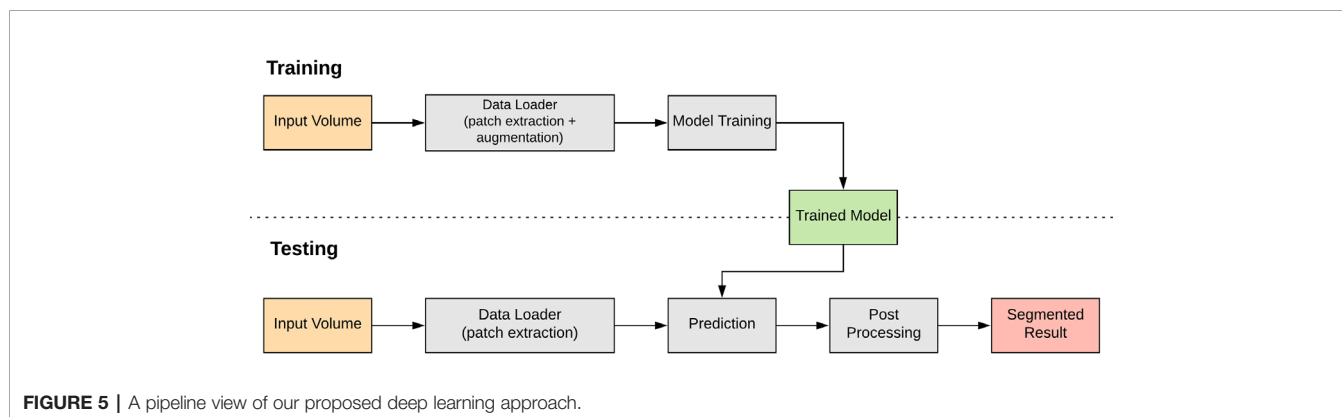 Training
Input Volume
Data Loader
(patch extraction +
augmentation)
Model Training
Trained Model
Testing
Input Volume
Data Loader
(patch extraction)
Prediction
Post
Processing
Segmented
Result
FIGURE 5 | A pipeline view of our proposed deep learning approach.